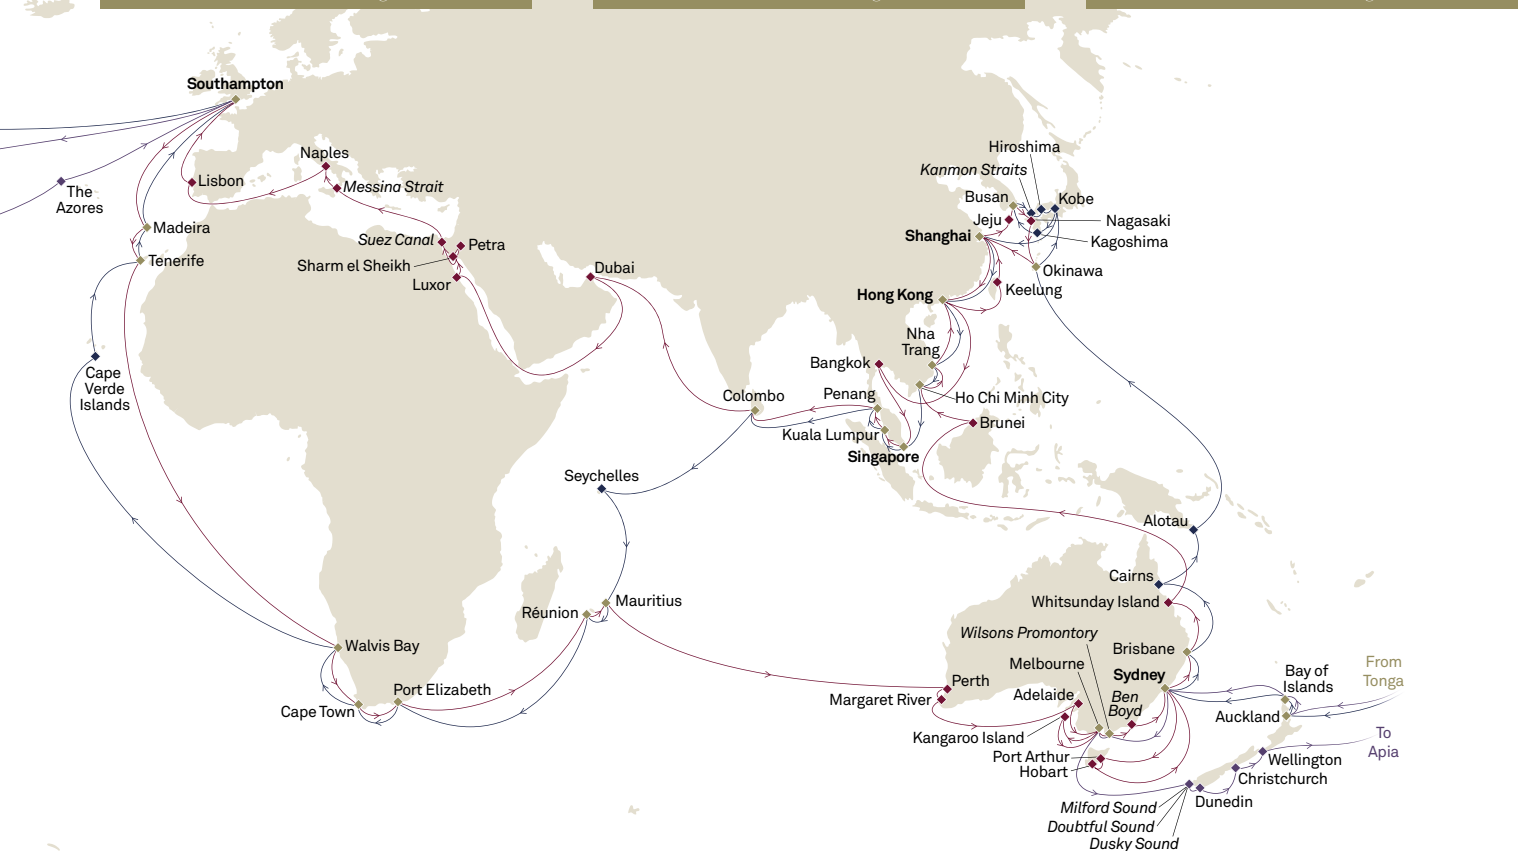 Southampton
Hiroshima
Naples
Kanmon Straits
Lisbon
Messina Strait
The
Azores
Busan
Kobe
Jeju
Nagasaki
Madeira
Shanghai
Kagoshima
Suez Canal
Petra
Tenerife
Sharm el Sheikh
Dubai
Okinawa
Luxor
Keelung
Hong Kong
Nha
Trang
Bangkok
Cape
Verde
Islands
Colombo
Penang
Ho Chi Minh City
Brunei
Kuala Lumpur
Singapore
Seychelles
Alotau
Cairns
Mauritius
Whitsunday Island
Réunion
Wilsons Promontory
Walvis Bay
Brisbane
Melbourne
From
Tonga
Bay of
Islands
Sydney
Perth
Port Elizabeth
Adelaide
Ben
Boyd
Margaret River
Cape Town
Auckland
Kangaroo Island
To
Apia
Port Arthur
Wellington
Hobart
Christchurch
Dunedin
Milford Sound
Doubtful Sound
Dusky Sound